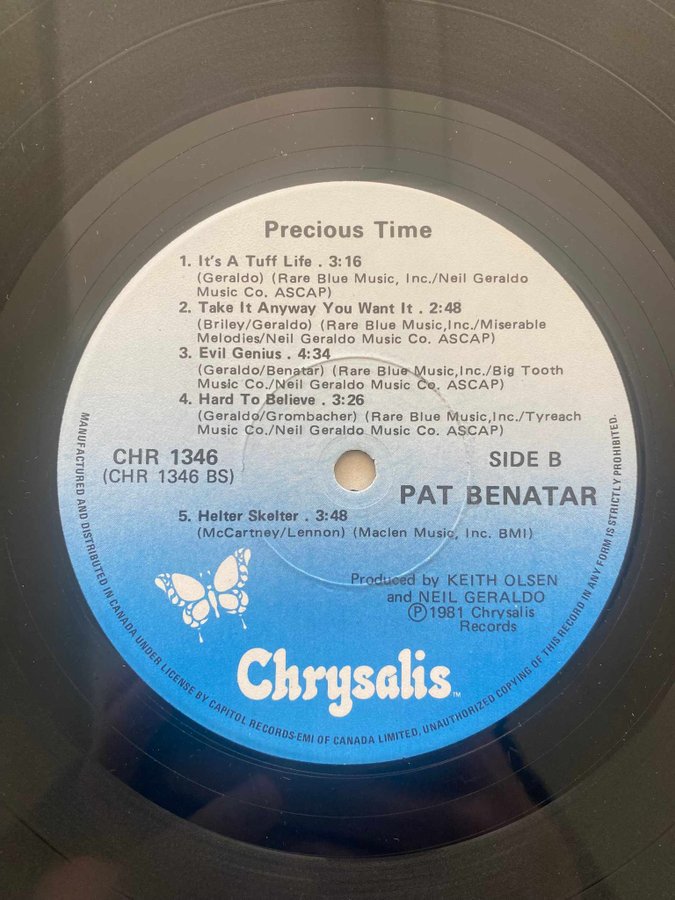 Precious Time
1. It's A Tuff Life . 3:16
(Geraldo) (Rare Blue Music, Inc./Neil Geraldo
Music Co. ASCAP)
2. Take It Anyway You Want It . 2:48
(Briley/Geraldo) (Rare Blue Music,Inc./Miserable
Melodies/Neil Geraldo Music Co. ASCAP)
3. Evil Genius . 4:34
(Geraldo/Benatar) (Rare Blue Music,Inc./Big Tooth
Music Co./Neil Geraldo Music Co. ASCAP)
4. Hard To Believe . 3:26
(Geraldo/Grombacher) (Rare Blue Music,Inc./Tyreach
Music Co./Neil Geraldo Music Co. ASCAP)
CHR 1346
(CHR 1346 BS)
SIDE B
PAT BENATAR
5. Helter Skelter . 3:48
(McCartney/Lennon) (Maclen Music, Inc. BMI)
Produced by KEITH OLSEN
and NEIL GERALDO
℗1981 Chrysalis
Records
Chrysalis™
MANUFACTURED AND DISTRIBUTED IN CANADA UNDER LICENSE BY CAPITOL RECORDS-EMI OF CANADA LIMITED, UNAUTHORIZED COPYING OF THIS RECORD IN ANY FORM IS STRICTLY PROHIBITED.